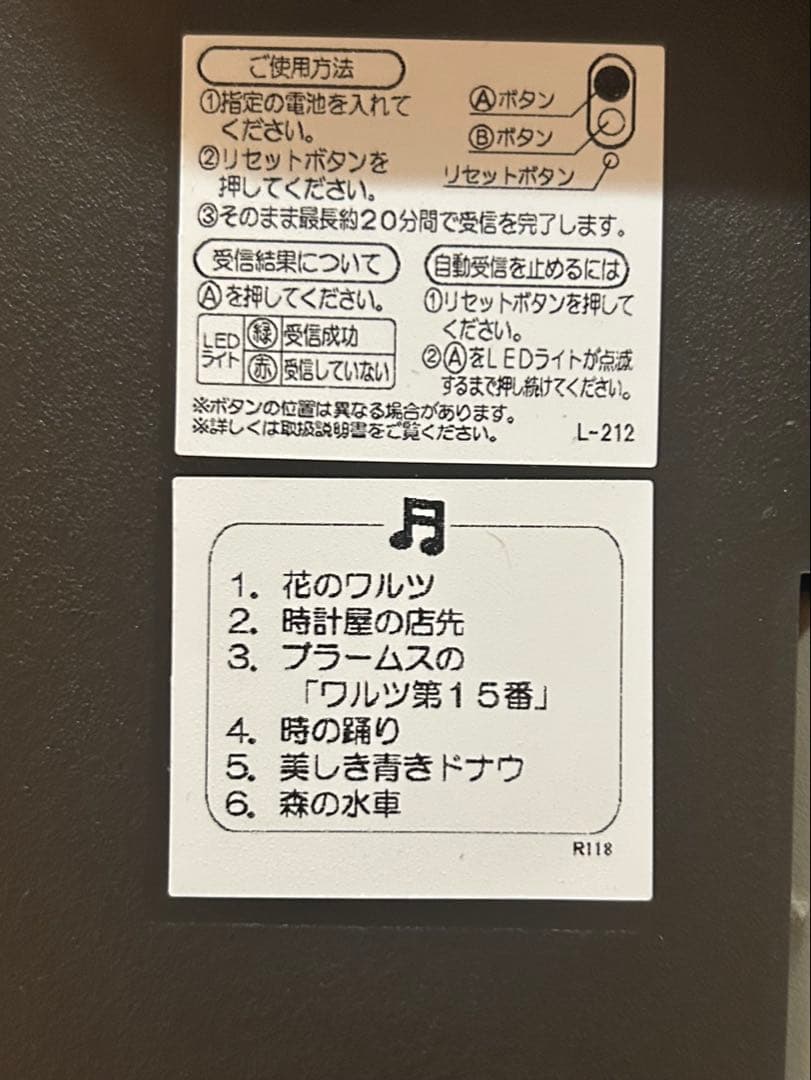 ご使用方法
①指定の電池を入れて
ください。
②リセットボタンを
押してください。
③そのまま最長約20分間で受信を完了します。
Ⓐボタン
Ⓑボタン
リセットボタン
受信結果について
Ⓐを押してください。
LED
ライト
緑 受信成功
赤 受信していない
自動受信を止めるには
①リセットボタンを押して
ください。
②ⒶをLEDライトが点滅
するまで押し続けてください。
※ボタンの位置は異なる場合があります。
※詳しくは取扱説明書をご覧ください。
L-212
1. 花のワルツ
2. 時計屋の店先
3. ブラームスの
「ワルツ第15番」
4. 時の踊り
5. 美しき青きドナウ
6. 森の水車
R118